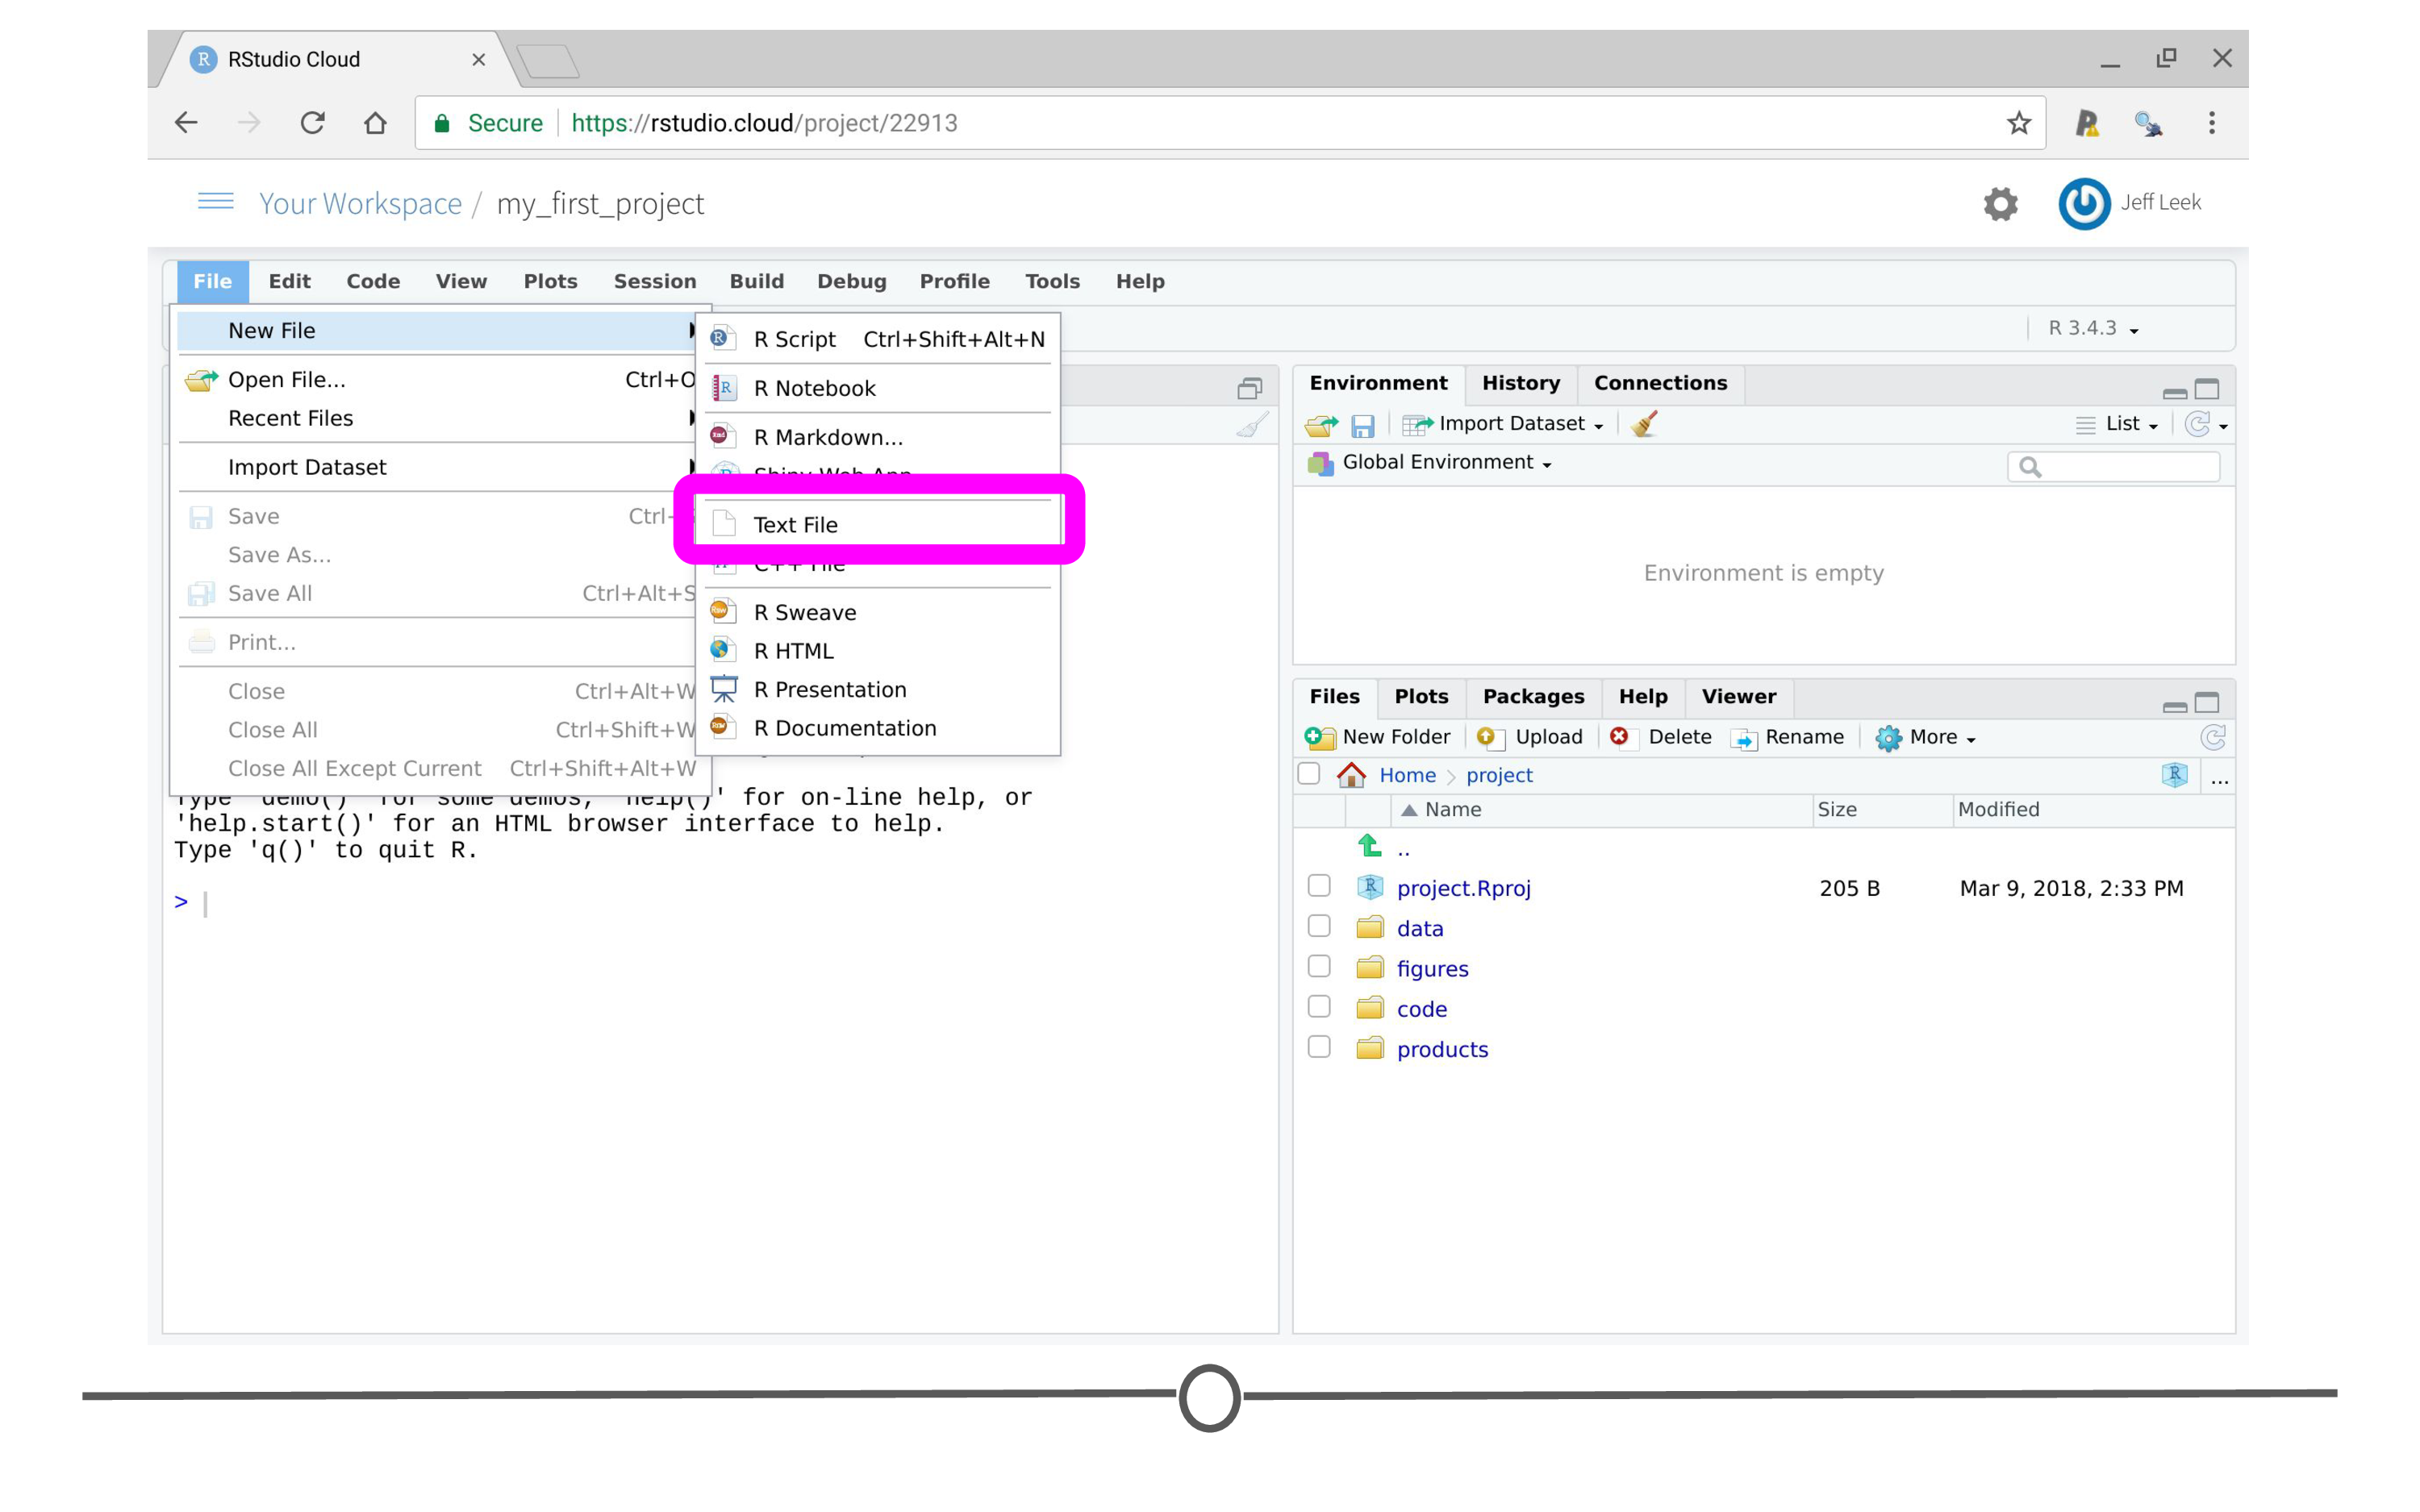 RStudio Cloud
Secure https://rstudio.cloud/project/22913
Your Workspace / my_first_project
Jeff Leek
File Edit Code View Plots Session Build Debug Profile Tools Help
New File
Open File... Ctrl+O
Recent Files
Import Dataset
Save Ctrl+
Save As...
Save All Ctrl+Alt+S
Print...
Close Ctrl+Alt+W
Close All Ctrl+Shift+W
Close All Except Current Ctrl+Shift+Alt+W
R Script Ctrl+Shift+Alt+N
R Notebook
R Markdown...
Shiny Web App
Text File
C++ File
R Sweave
R HTML
R Presentation
R Documentation
Type 'demo()' for some demos, 'help()' for on-line help, or
'help.start()' for an HTML browser interface to help.
Type 'q()' to quit R.
>
R 3.4.3
Environment History Connections
Import Dataset List
Global Environment
Environment is empty
Files Plots Packages Help Viewer
New Folder Upload Delete Rename More
Home > project ...
Name Size Modified
..
project.Rproj 205 B Mar 9, 2018, 2:33 PM
data
figures
code
products